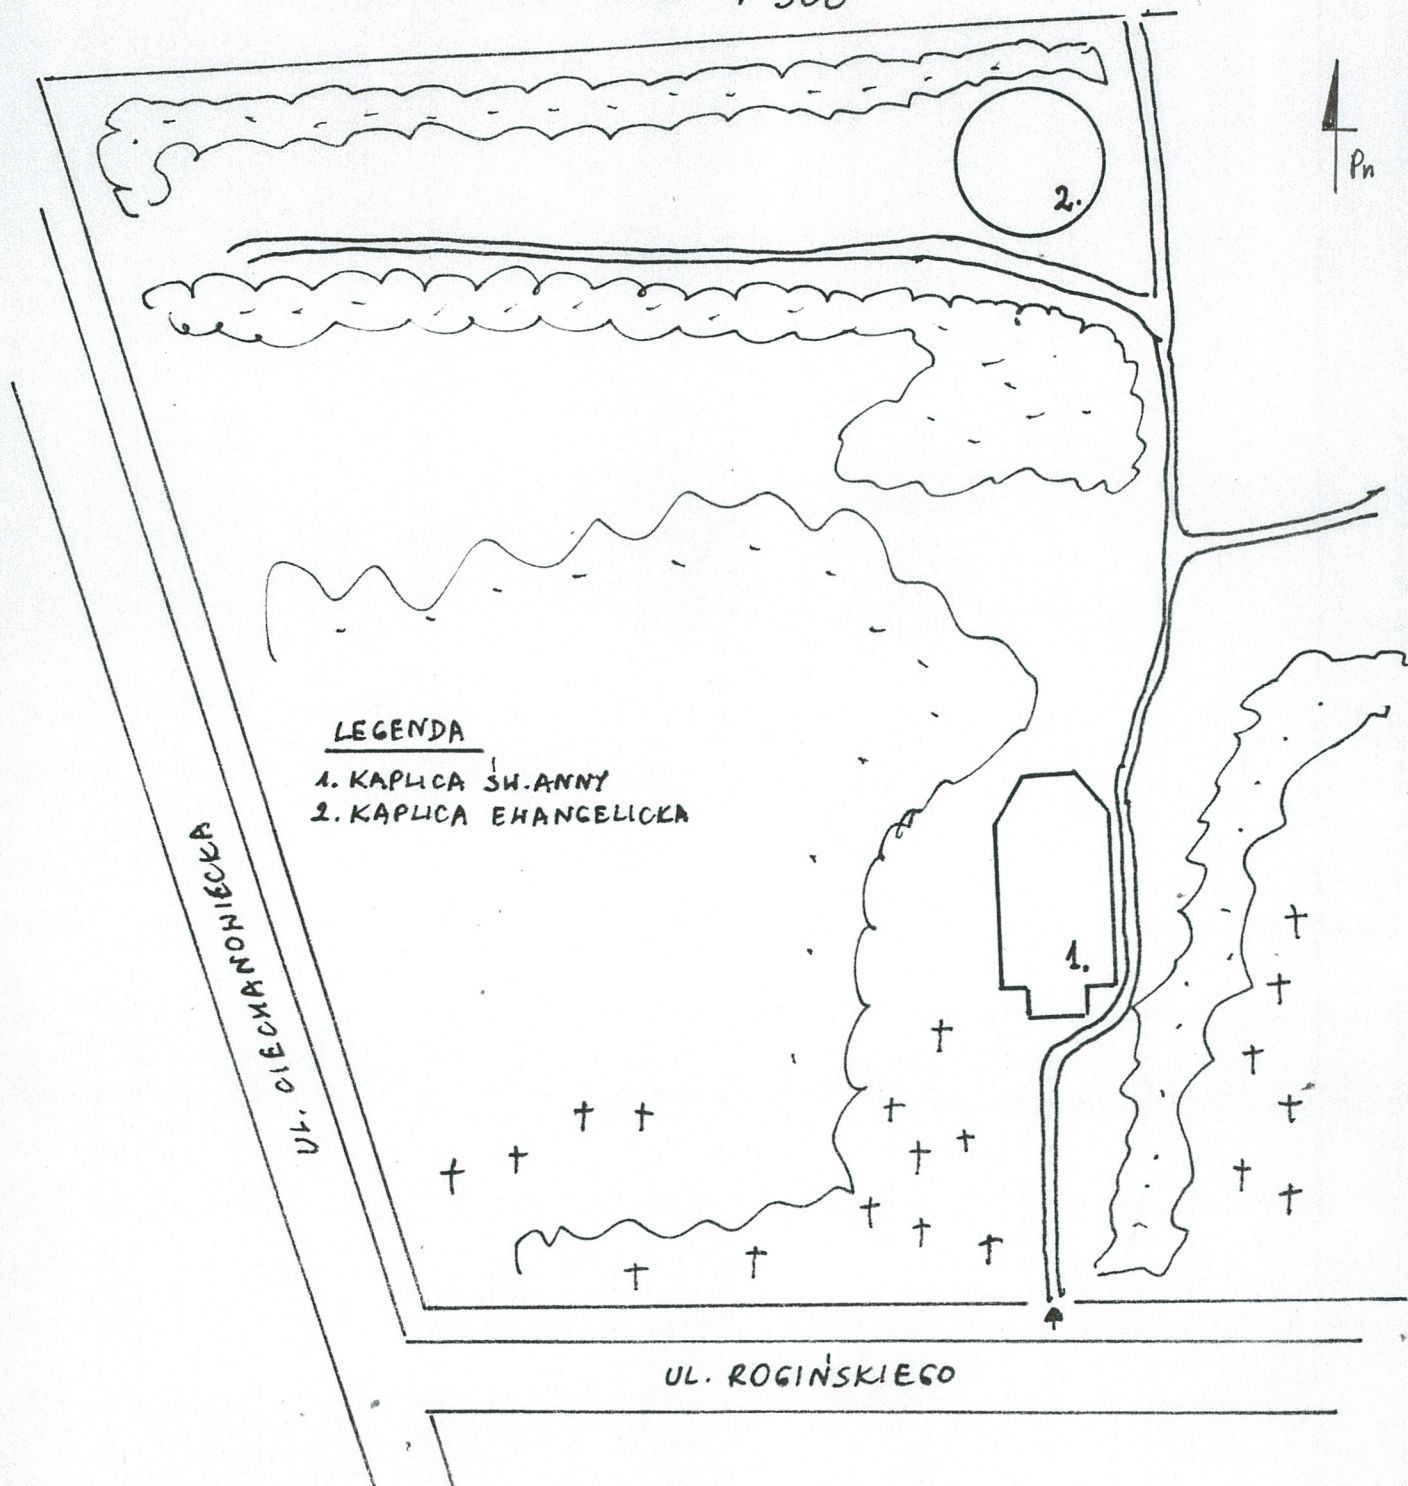 Pn
2.
LEGENDA
1. KAPLICA ŚW. ANNY
2. KAPLICA EWANGELICKA
1.
UL. CIECHANOWIECKA
UL. ROGIŃSKIEGO